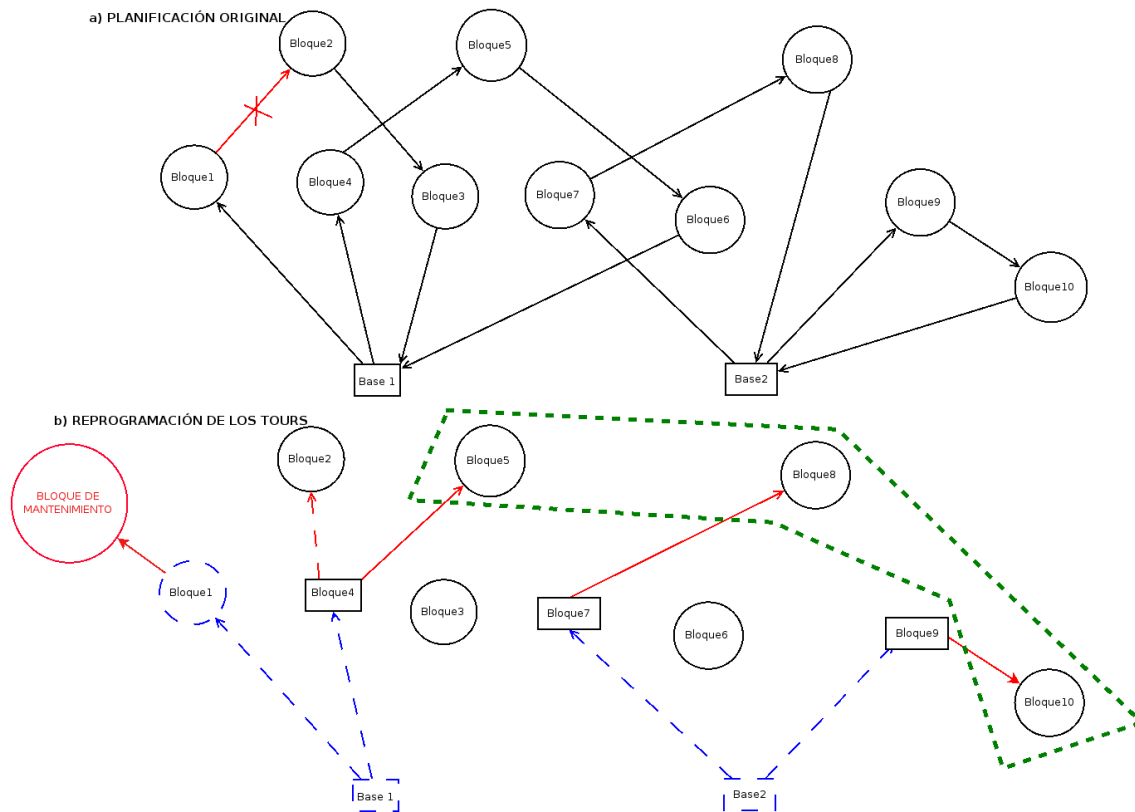 a) PLANIFICACIÓN ORIGINAL
Bloque2
Bloque5
Bloque8
Bloque1
Bloque4
Bloque3
Bloque7
Bloque6
Bloque9
Bloque10
Base 1
Base2
b) REPROGRAMACIÓN DE LOS TOURS
Bloque2
Bloque5
Bloque8
BLOQUE DE
MANTENIMIENTO
Bloque1
Bloque4
Bloque3
Bloque7
Bloque6
Bloque9
Bloque10
Base 1
Base2